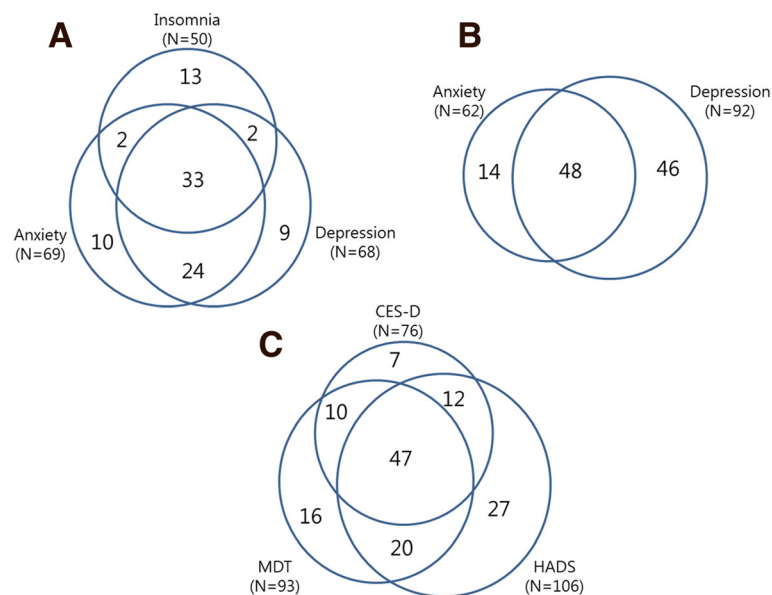 A
Insomnia
(N=50)
13
2
2
33
Anxiety
(N=69)
10
9
Depression
(N=68)
24
B
Anxiety
(N=62)
Depression
(N=92)
14
48
46
C
CES-D
(N=76)
7
10
12
47
16
27
20
MDT
(N=93)
HADS
(N=106)